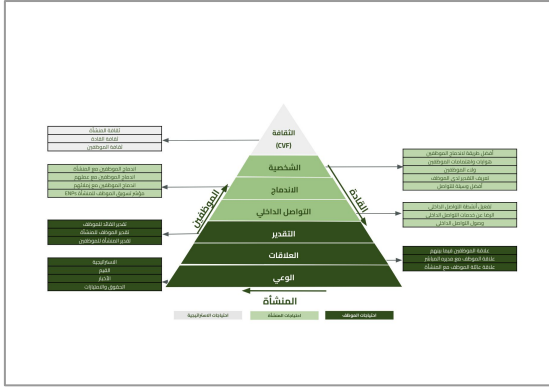 الثقافة
(CVF)
الشخصية
الاندماج
التواصل الداخلي
التقدير
العلاقات
الوعي
القادة
الموظفين
المنشأة
أفضل طريقة لاندماج الموظفين
هوايات واهتمامات الموظفين
ولاء الموظفين
تعريف التقدير لدى الموظف
أفضل وسيلة للتواصل
تفعيل أنشطة التواصل الداخلي
الرضا عن خدمات التواصل الداخلي
وصول التواصل الداخلي
علاقة الموظفين فيما بينهم
علاقة الموظف مع مديره المباشر
علاقة عائلة الموظف مع المنشأة
ثقافة المنشأة
ثقافة القادة
ثقافة الموظفين
اندماج الموظفين مع المنشأة
اندماج الموظفين مع عملهم
اندماج الموظفين مع زملائهم
مؤشر تسويق الموظف للمنشأة ENPs
تقدير القائد للموظف
تقدير الموظف للمنشأة
تقدير المنشأة للموظفين
الاستراتيجية
القيم
الأخبار
الحقوق والامتيازات
احتياجات الموظف
احتياجات المنشأة
احتياجات الاستراتيجية